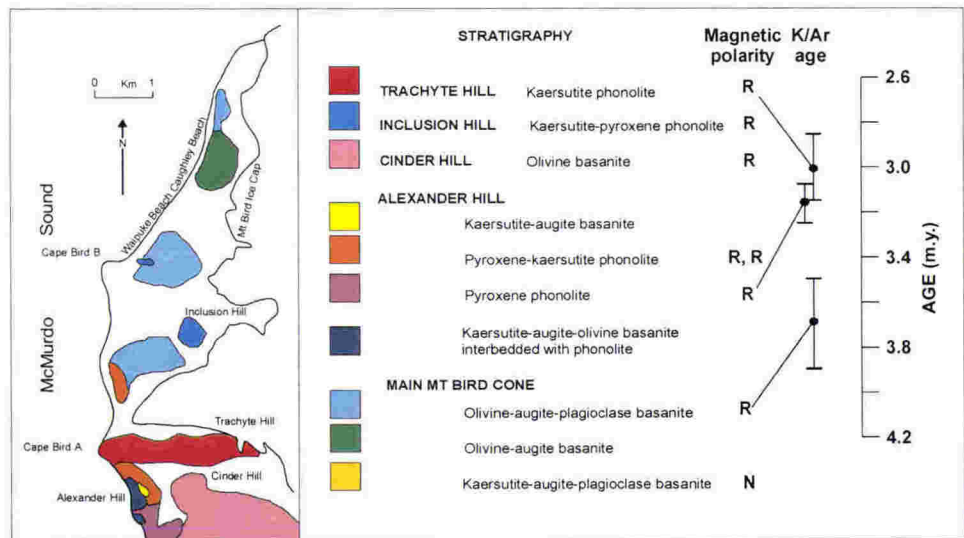 0 Km 1
N
Sound
McMurdo
Waipuke Beach Caughley Beach
Mt Bird Ice Cap
Cape Bird B
Inclusion Hill
Trachyte Hill
Cape Bird A
Cinder Hill
Alexander Hill
STRATIGRAPHY
Magnetic polarity
K/Ar age
TRACHYTE HILL Kaersutite phonolite R
INCLUSION HILL Kaersutite-pyroxene phonolite R
CINDER HILL Olivine basanite R
ALEXANDER HILL
Kaersutite-augite basanite
Pyroxene-kaersutite phonolite R, R
Pyroxene phonolite R
Kaersutite-augite-olivine basanite
interbedded with phonolite
MAIN MT BIRD CONE
Olivine-augite-plagioclase basanite R
Olivine-augite basanite
Kaersutite-augite-plagioclase basanite N
2.6
3.0
3.4
3.8
4.2
AGE (m.y.)